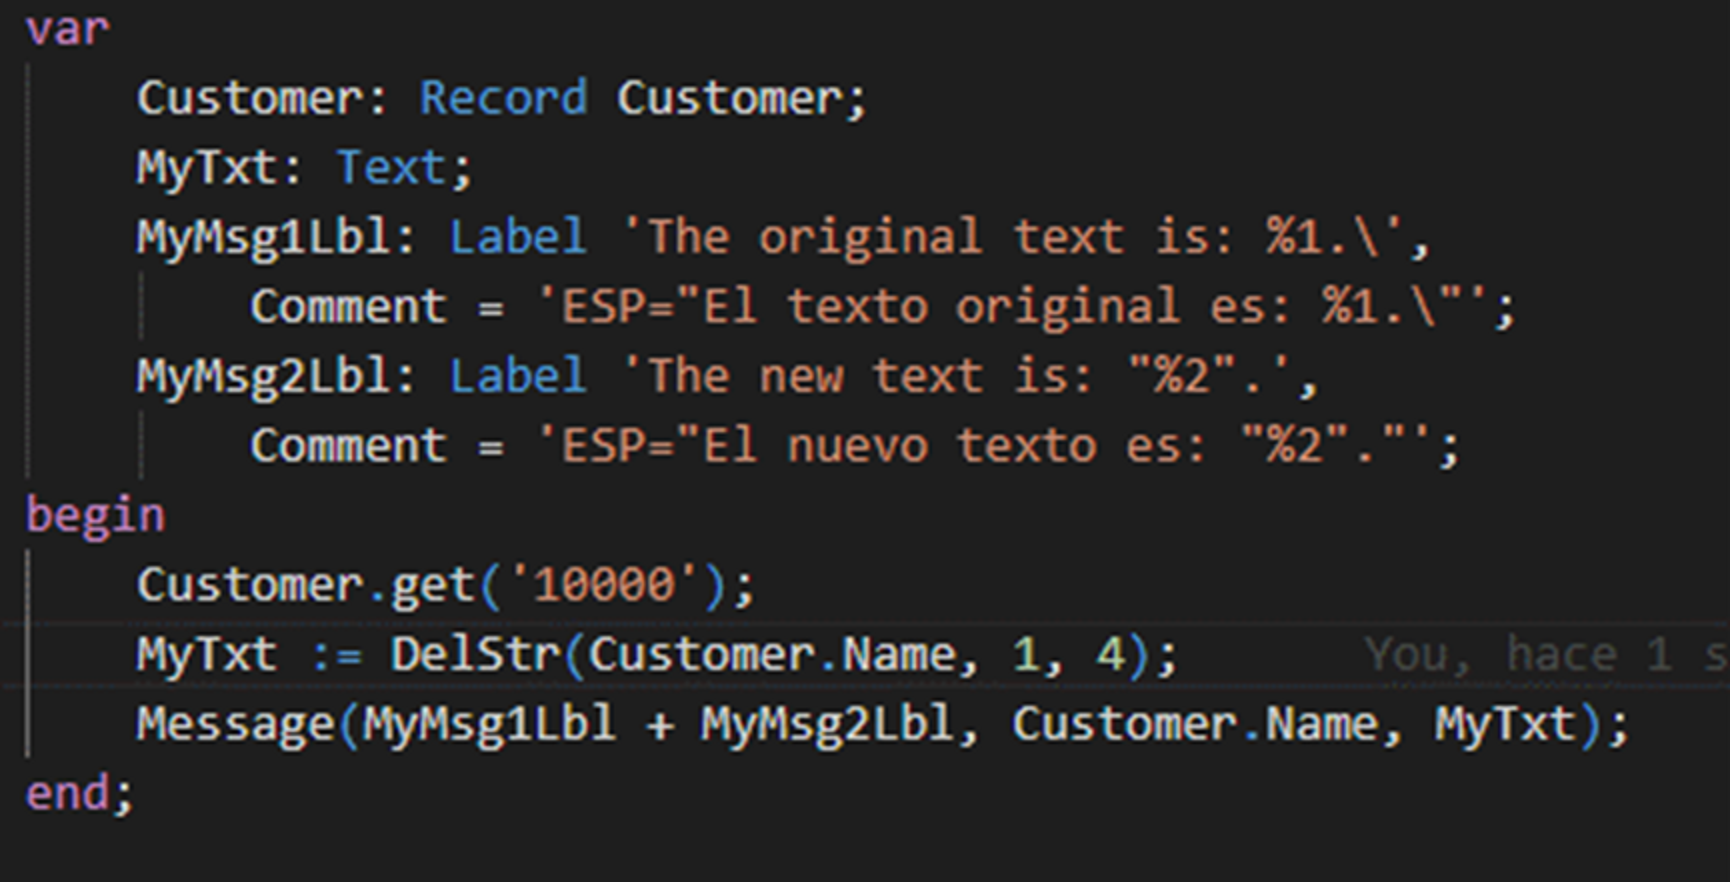 var
Customer: Record Customer;
MyTxt: Text;
MyMsg1Lbl: Label 'The original text is: %1.\',
Comment = 'ESP="El texto original es: %1.\"';
MyMsg2Lbl: Label 'The new text is: "%2".',
Comment = 'ESP="El nuevo texto es: "%2"."';
begin
Customer.get('10000');
MyTxt := DelStr(Customer.Name, 1, 4); You, hace 1 s
Message(MyMsg1Lbl + MyMsg2Lbl, Customer.Name, MyTxt);
end;